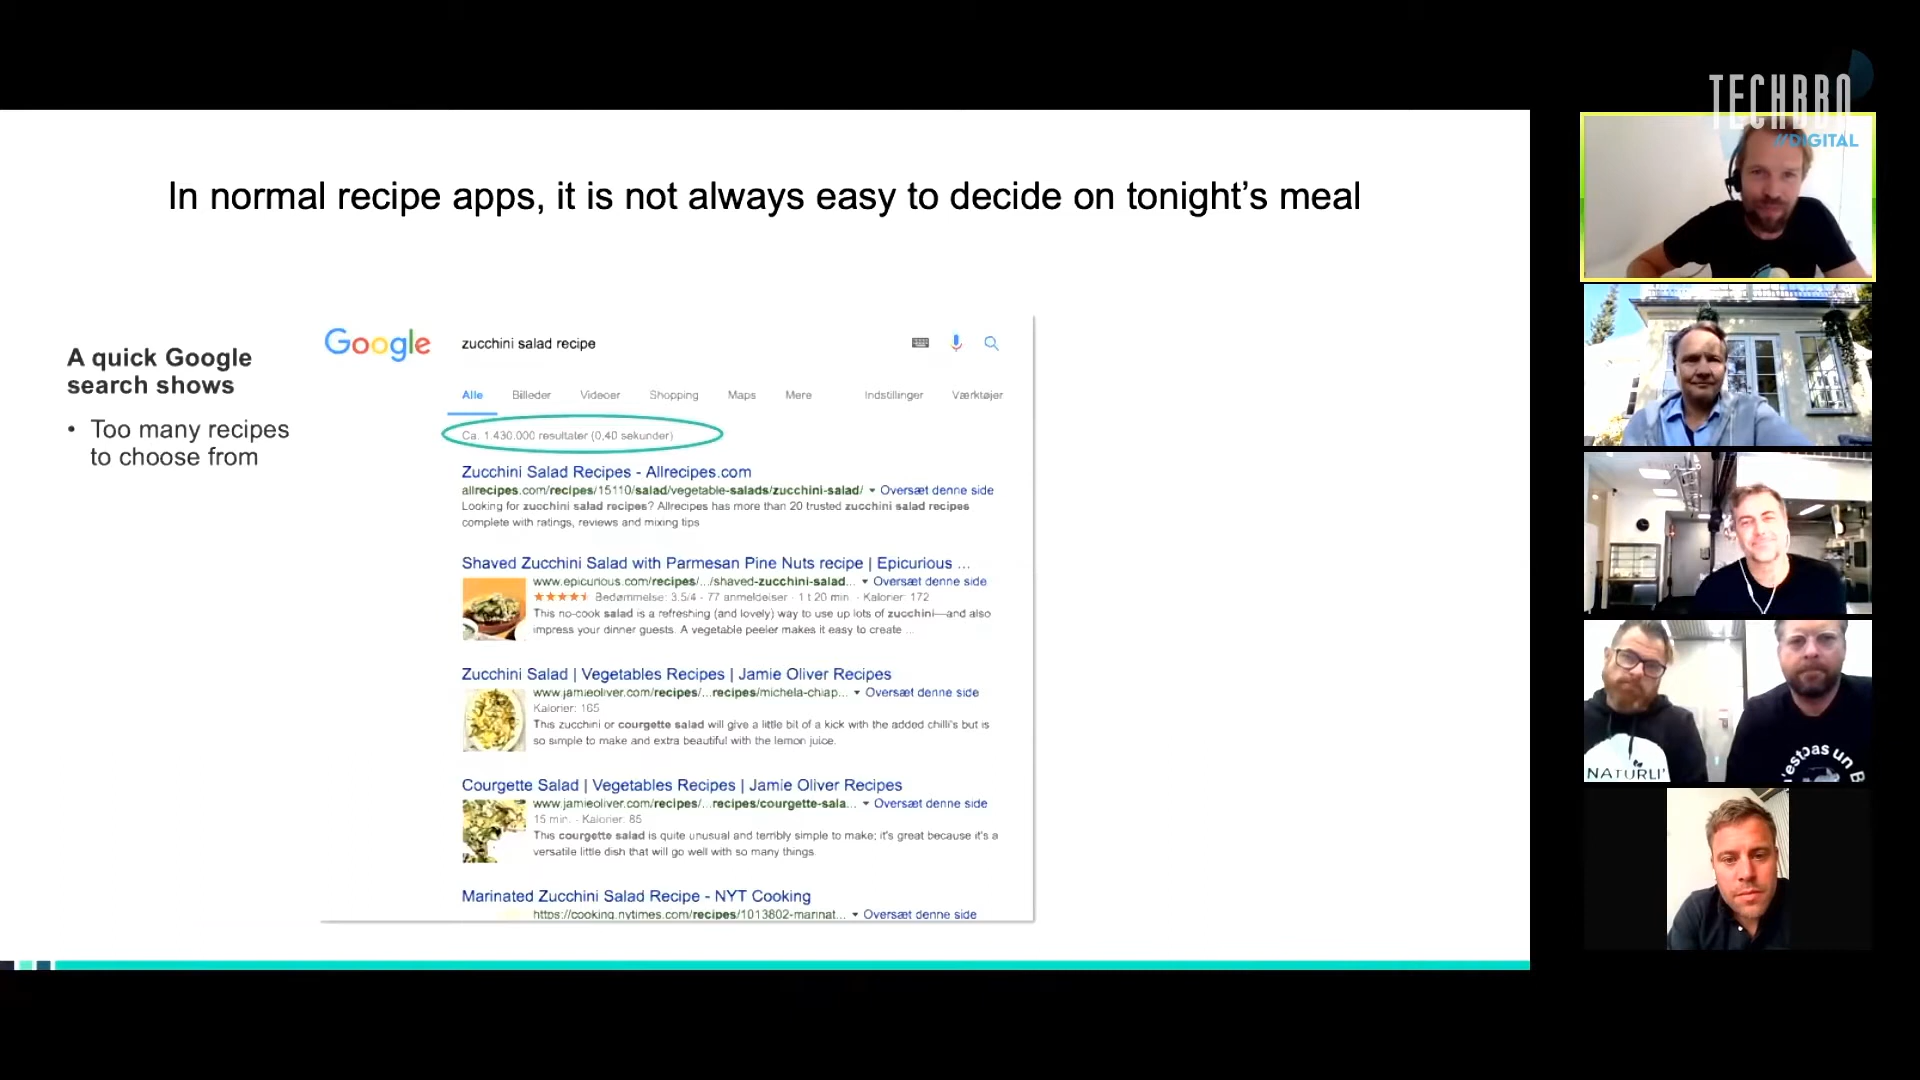 TECHBBQ
//DIGITAL
In normal recipe apps, it is not always easy to decide on tonight's meal
A quick Google
search shows
• Too many recipes
to choose from
Google
zucchini salad recipe
Alle Billeder Videoer Shopping Maps Mere Indstillinger Værktøjer
Ca. 1.430.000 resultater (0,40 sekunder)
Zucchini Salad Recipes - Allrecipes.com
allrecipes.com/recipes/15110/salad/vegetable-salads/zucchini-salad/ ▾ Oversæt denne side
Looking for zucchini salad recipes? Allrecipes has more than 20 trusted zucchini salad recipes
complete with ratings, reviews and mixing tips
Shaved Zucchini Salad with Parmesan Pine Nuts recipe | Epicurious ...
www.epicurious.com/recipes/.../shaved-zucchini-salad... ▾ Oversæt denne side
Bedømmelse: 3,5/4 - 77 anmeldelser - 1 t 20 min. - Kalorier: 172
This no-cook salad is a refreshing (and lovely) way to use up lots of zucchini—and also
impress your dinner guests. A vegetable peeler makes it easy to create ...
Zucchini Salad | Vegetables Recipes | Jamie Oliver Recipes
www.jamieoliver.com/recipes/...recipes/michela-chiap... ▾ Oversæt denne side
Kalorier: 165
This zucchini or courgette salad will give a little bit of a kick with the added chilli's but is
so simple to make and extra beautiful with the lemon juice.
Courgette Salad | Vegetables Recipes | Jamie Oliver Recipes
www.jamieoliver.com/recipes/...recipes/courgette-sala... ▾ Oversæt denne side
15 min. - Kalorier: 85
This courgette salad is quite unusual and terribly simple to make; it's great because it's a
versatile little dish that will go well with so many things.
Marinated Zucchini Salad Recipe - NYT Cooking
https://cooking.nytimes.com/recipes/1013802-marinat... ▾ Oversæt denne side
NATURLI'
'est pas un B